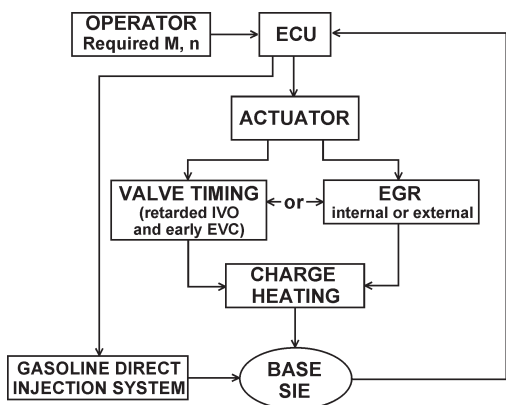 OPERATOR
Required M, n
ECU
ACTUATOR
VALVE TIMING
(retarded IVO
and early EVC)
or
EGR
internal or external
CHARGE
HEATING
GASOLINE DIRECT
INJECTION SYSTEM
BASE
SIE